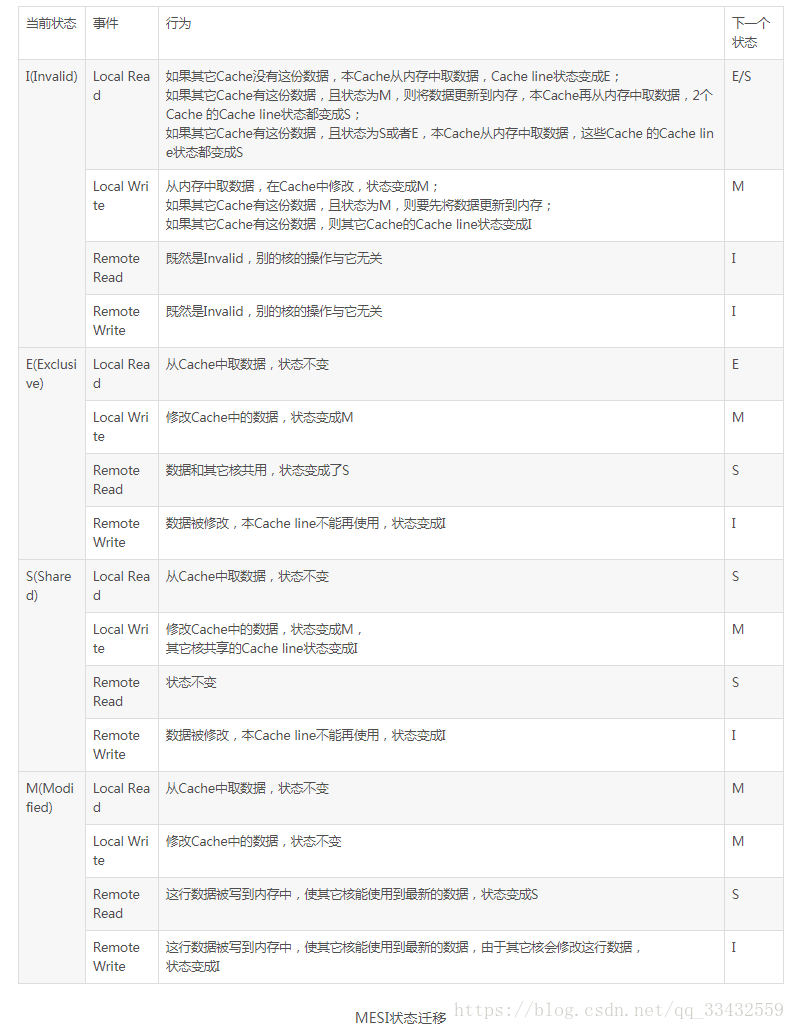 当前状态 事件 行为 下一个
状态
I(Invalid) Local Rea 如果其它Cache没有这份数据，本Cache从内存中取数据，Cache line状态变成E； E/S
d 如果其它Cache有这份数据，且状态为M，则将数据更新到内存，本Cache再从内存中取数据，2个
Cache 的Cache line状态都变成S；
如果其它Cache有这份数据，且状态为S或者E，本Cache从内存中取数据，这些Cache 的Cache lin
e状态都变成S
Local Wri 从内存中取数据，在Cache中修改，状态变成M； M
te 如果其它Cache有这份数据，且状态为M，则要先将数据更新到内存；
如果其它Cache有这份数据，则其它Cache的Cache line状态变成I
Remote 既然是Invalid，别的核的操作与它无关 I
Read
Remote 既然是Invalid，别的核的操作与它无关 I
Write
E(Exclusi Local Rea 从Cache中取数据，状态不变 E
ve) d
Local Wri 修改Cache中的数据，状态变成M M
te
Remote 数据和其它核共用，状态变成了S S
Read
Remote 数据被修改，本Cache line不能再使用，状态变成I I
Write
S(Share Local Rea 从Cache中取数据，状态不变 S
d) d
Local Wri 修改Cache中的数据，状态变成M， M
te 其它核共享的Cache line状态变成I
Remote 状态不变 S
Read
Remote 数据被修改，本Cache line不能再使用，状态变成I I
Write
M(Modi Local Rea 从Cache中取数据，状态不变 M
fied) d
Local Wri 修改Cache中的数据，状态不变 M
te
Remote 这行数据被写到内存中，使其它核能使用到最新的数据，状态变成S S
Read
Remote 这行数据被写到内存中，使其它核能使用到最新的数据，由于其它核会修改这行数据， I
Write 状态变成I
MESI状态迁移 https://blog.csdn.net/qq_33432559